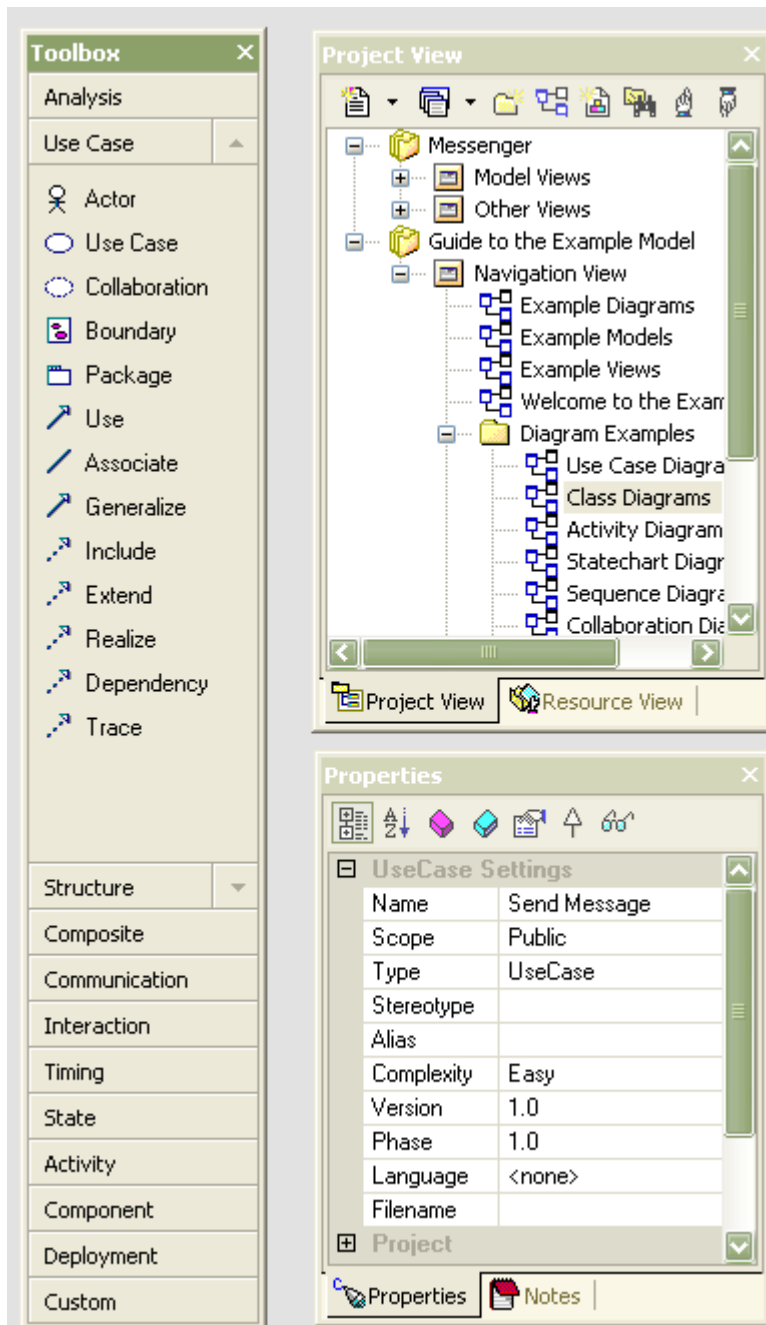 Toolbox
Analysis
Use Case
Actor
Use Case
Collaboration
Boundary
Package
Use
Associate
Generalize
Include
Extend
Realize
Dependency
Trace
Structure
Composite
Communication
Interaction
Timing
State
Activity
Component
Deployment
Custom
Project View
Messenger
Model Views
Other Views
Guide to the Example Model
Navigation View
Example Diagrams
Example Models
Example Views
Welcome to the Exam
Diagram Examples
Use Case Diagra
Class Diagrams
Activity Diagram
Statechart Diagr
Sequence Diagra
Collaboration Dia
Project View Resource View
Properties
UseCase Settings
Name Send Message
Scope Public
Type UseCase
Stereotype
Alias
Complexity Easy
Version 1.0
Phase 1.0
Language <none>
Filename
Project
Properties Notes